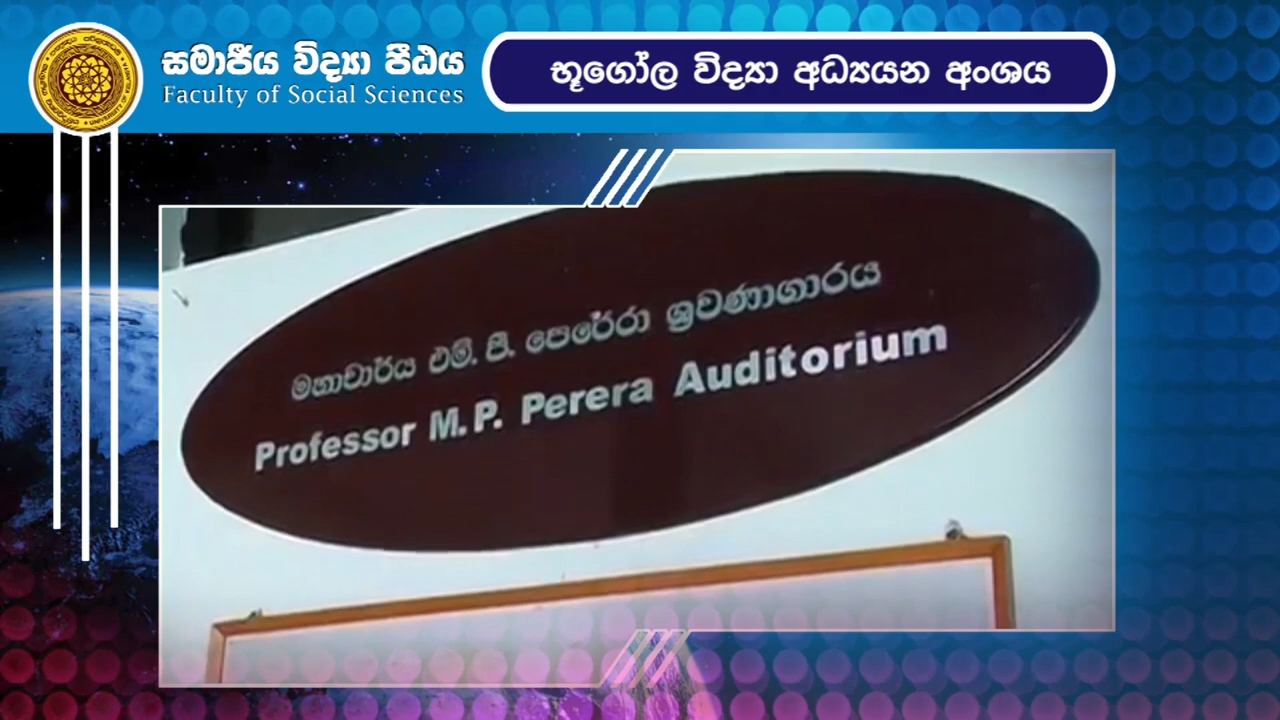 සමාජීය විද්‍යා පීඨය
Faculty of Social Sciences
භූගෝල විද්‍යා අධ්‍යයන අංශය
මහාචාර්ය එම්. පී. පෙරේරා ශ්‍රවණාගාරය
Professor M.P. Perera Auditorium